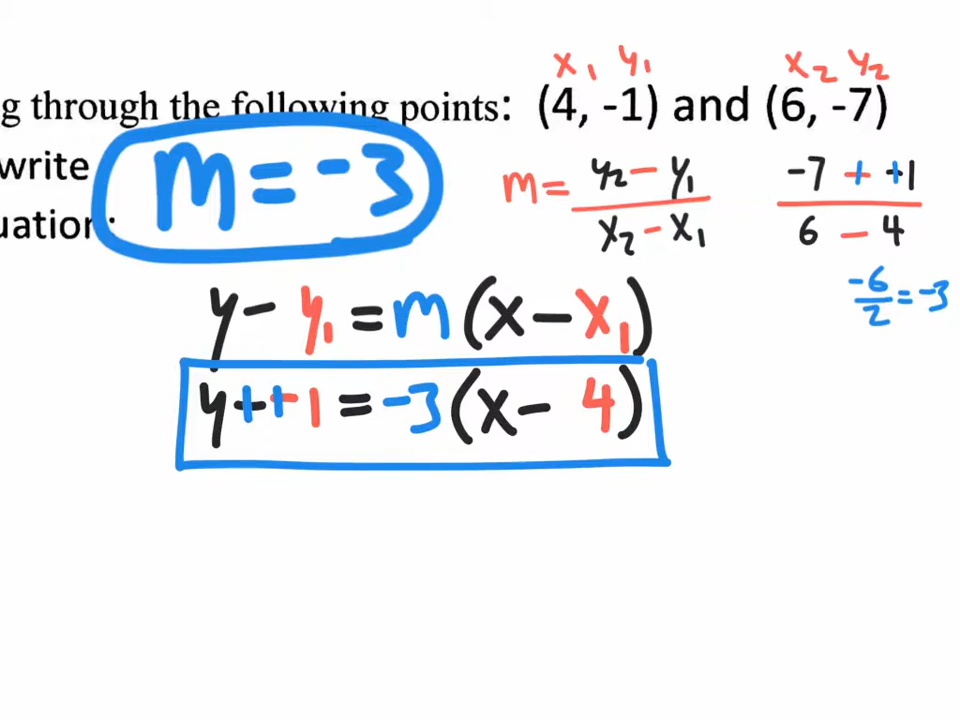 x₁ y₁ x₂ y₂
g through the following points: (4, -1) and (6, -7)
write
uation:
m = -3
m = y₂ - y₁ / x₂ - x₁
-7 + +1 / 6 - 4
-6/2 = -3
y - y₁ = m(x - x₁)
y + +1 = -3(x - 4)